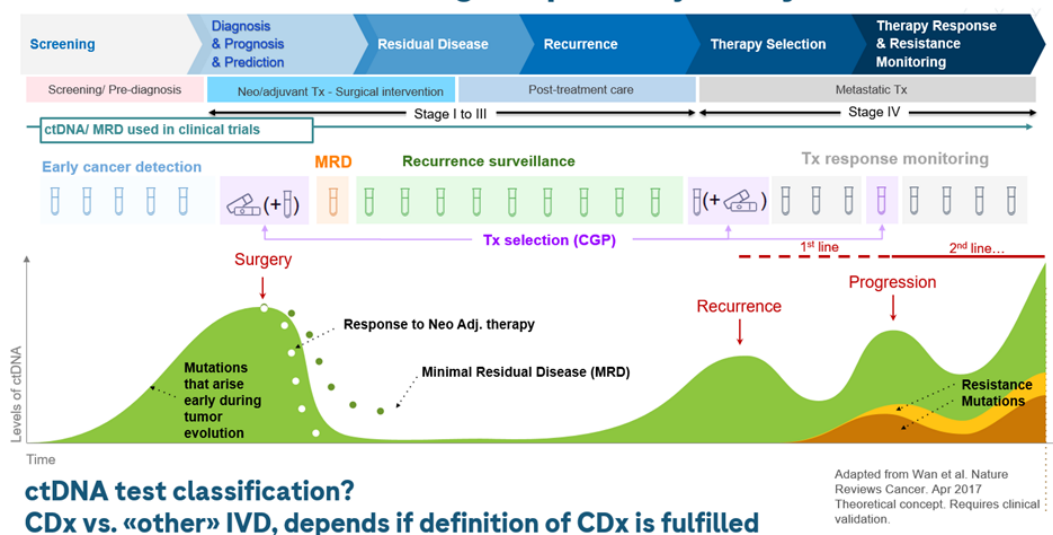 Screening
Diagnosis
& Prognosis
& Prediction
Residual Disease
Recurrence
Therapy Selection
Therapy Response
& Resistance
Monitoring
Screening/ Pre-diagnosis
Neo/adjuvant Tx - Surgical intervention
Post-treatment care
Metastatic Tx
Stage I to III
Stage IV
ctDNA/ MRD used in clinical trials
Early cancer detection
MRD
Recurrence surveillance
Tx response monitoring
(+ )
(+ )
Tx selection (CGP)
1st line
2nd line...
Surgery
Recurrence
Progression
Response to Neo Adj. therapy
Minimal Residual Disease (MRD)
Mutations
that arise
early during
tumor
evolution
Resistance
Mutations
Levels of ctDNA
Time
Adapted from Wan et al. Nature
Reviews Cancer. Apr 2017
Theoretical concept. Requires clinical
validation.
ctDNA test classification?
CDx vs. «other» IVD, depends if definition of CDx is fulfilled